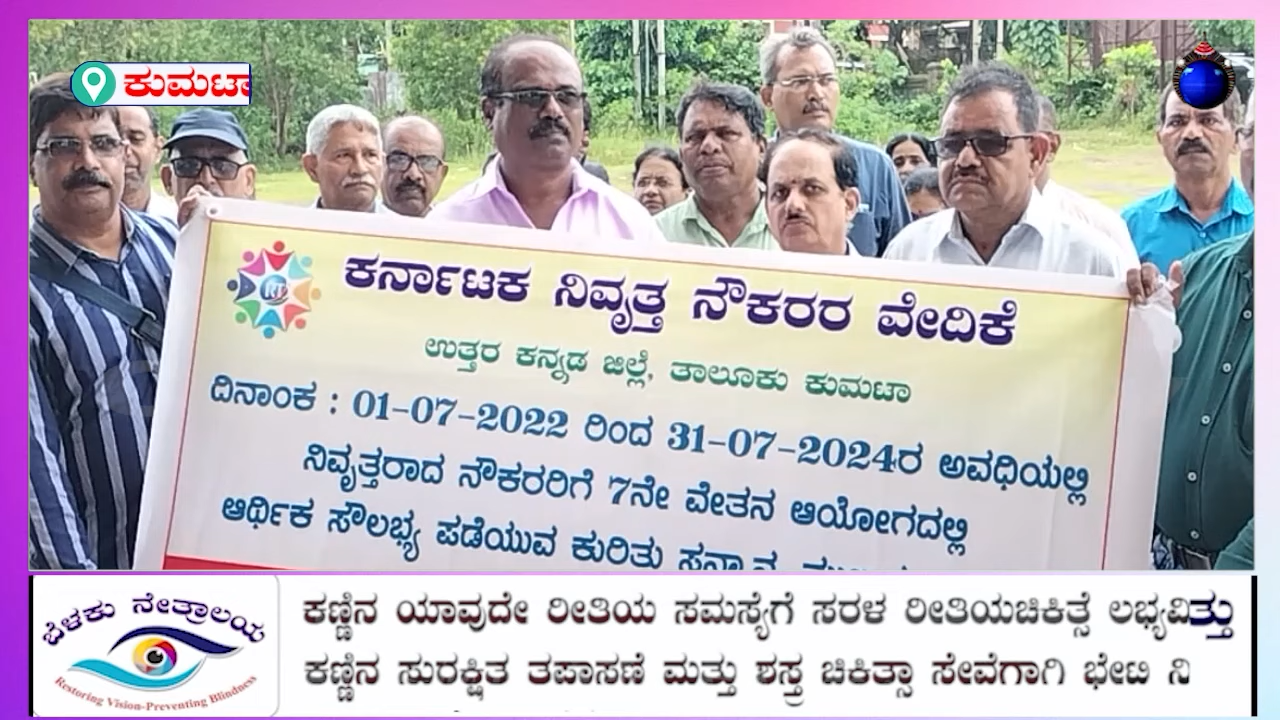 ಕುಮಟಾ
ಕರ್ನಾಟಕ ನಿವೃತ್ತ ನೌಕರರ ವೇದಿಕೆ
ಉತ್ತರ ಕನ್ನಡ ಜಿಲ್ಲೆ, ತಾಲೂಕು ಕುಮಟಾ
ದಿನಾಂಕ : 01-07-2022 ರಿಂದ 31-07-2024ರ ಅವಧಿಯಲ್ಲಿ
ನಿವೃತ್ತರಾದ ನೌಕರರಿಗೆ 7ನೇ ವೇತನ ಆಯೋಗದಲ್ಲಿ
ಆರ್ಥಿಕ ಸೌಲಭ್ಯ ಪಡೆಯುವ ಕುರಿತು
ಬೆಳಕು ನೇತ್ರಾಲಯ
Restoring Vision-Preventing Blindness
ಕಣ್ಣಿನ ಯಾವುದೇ ರೀತಿಯ ಸಮಸ್ಯೆಗೆ ಸರಳ ರೀತಿಯಚಿಕಿತ್ಸೆ ಲಭ್ಯವಿತ್ತು
ಕಣ್ಣಿನ ಸುರಕ್ಷಿತ ತಪಾಸಣೆ ಮತ್ತು ಶಸ್ತ್ರ ಚಿಕಿತ್ಸಾ ಸೇವೆಗಾಗಿ ಭೇಟಿ ನಿ